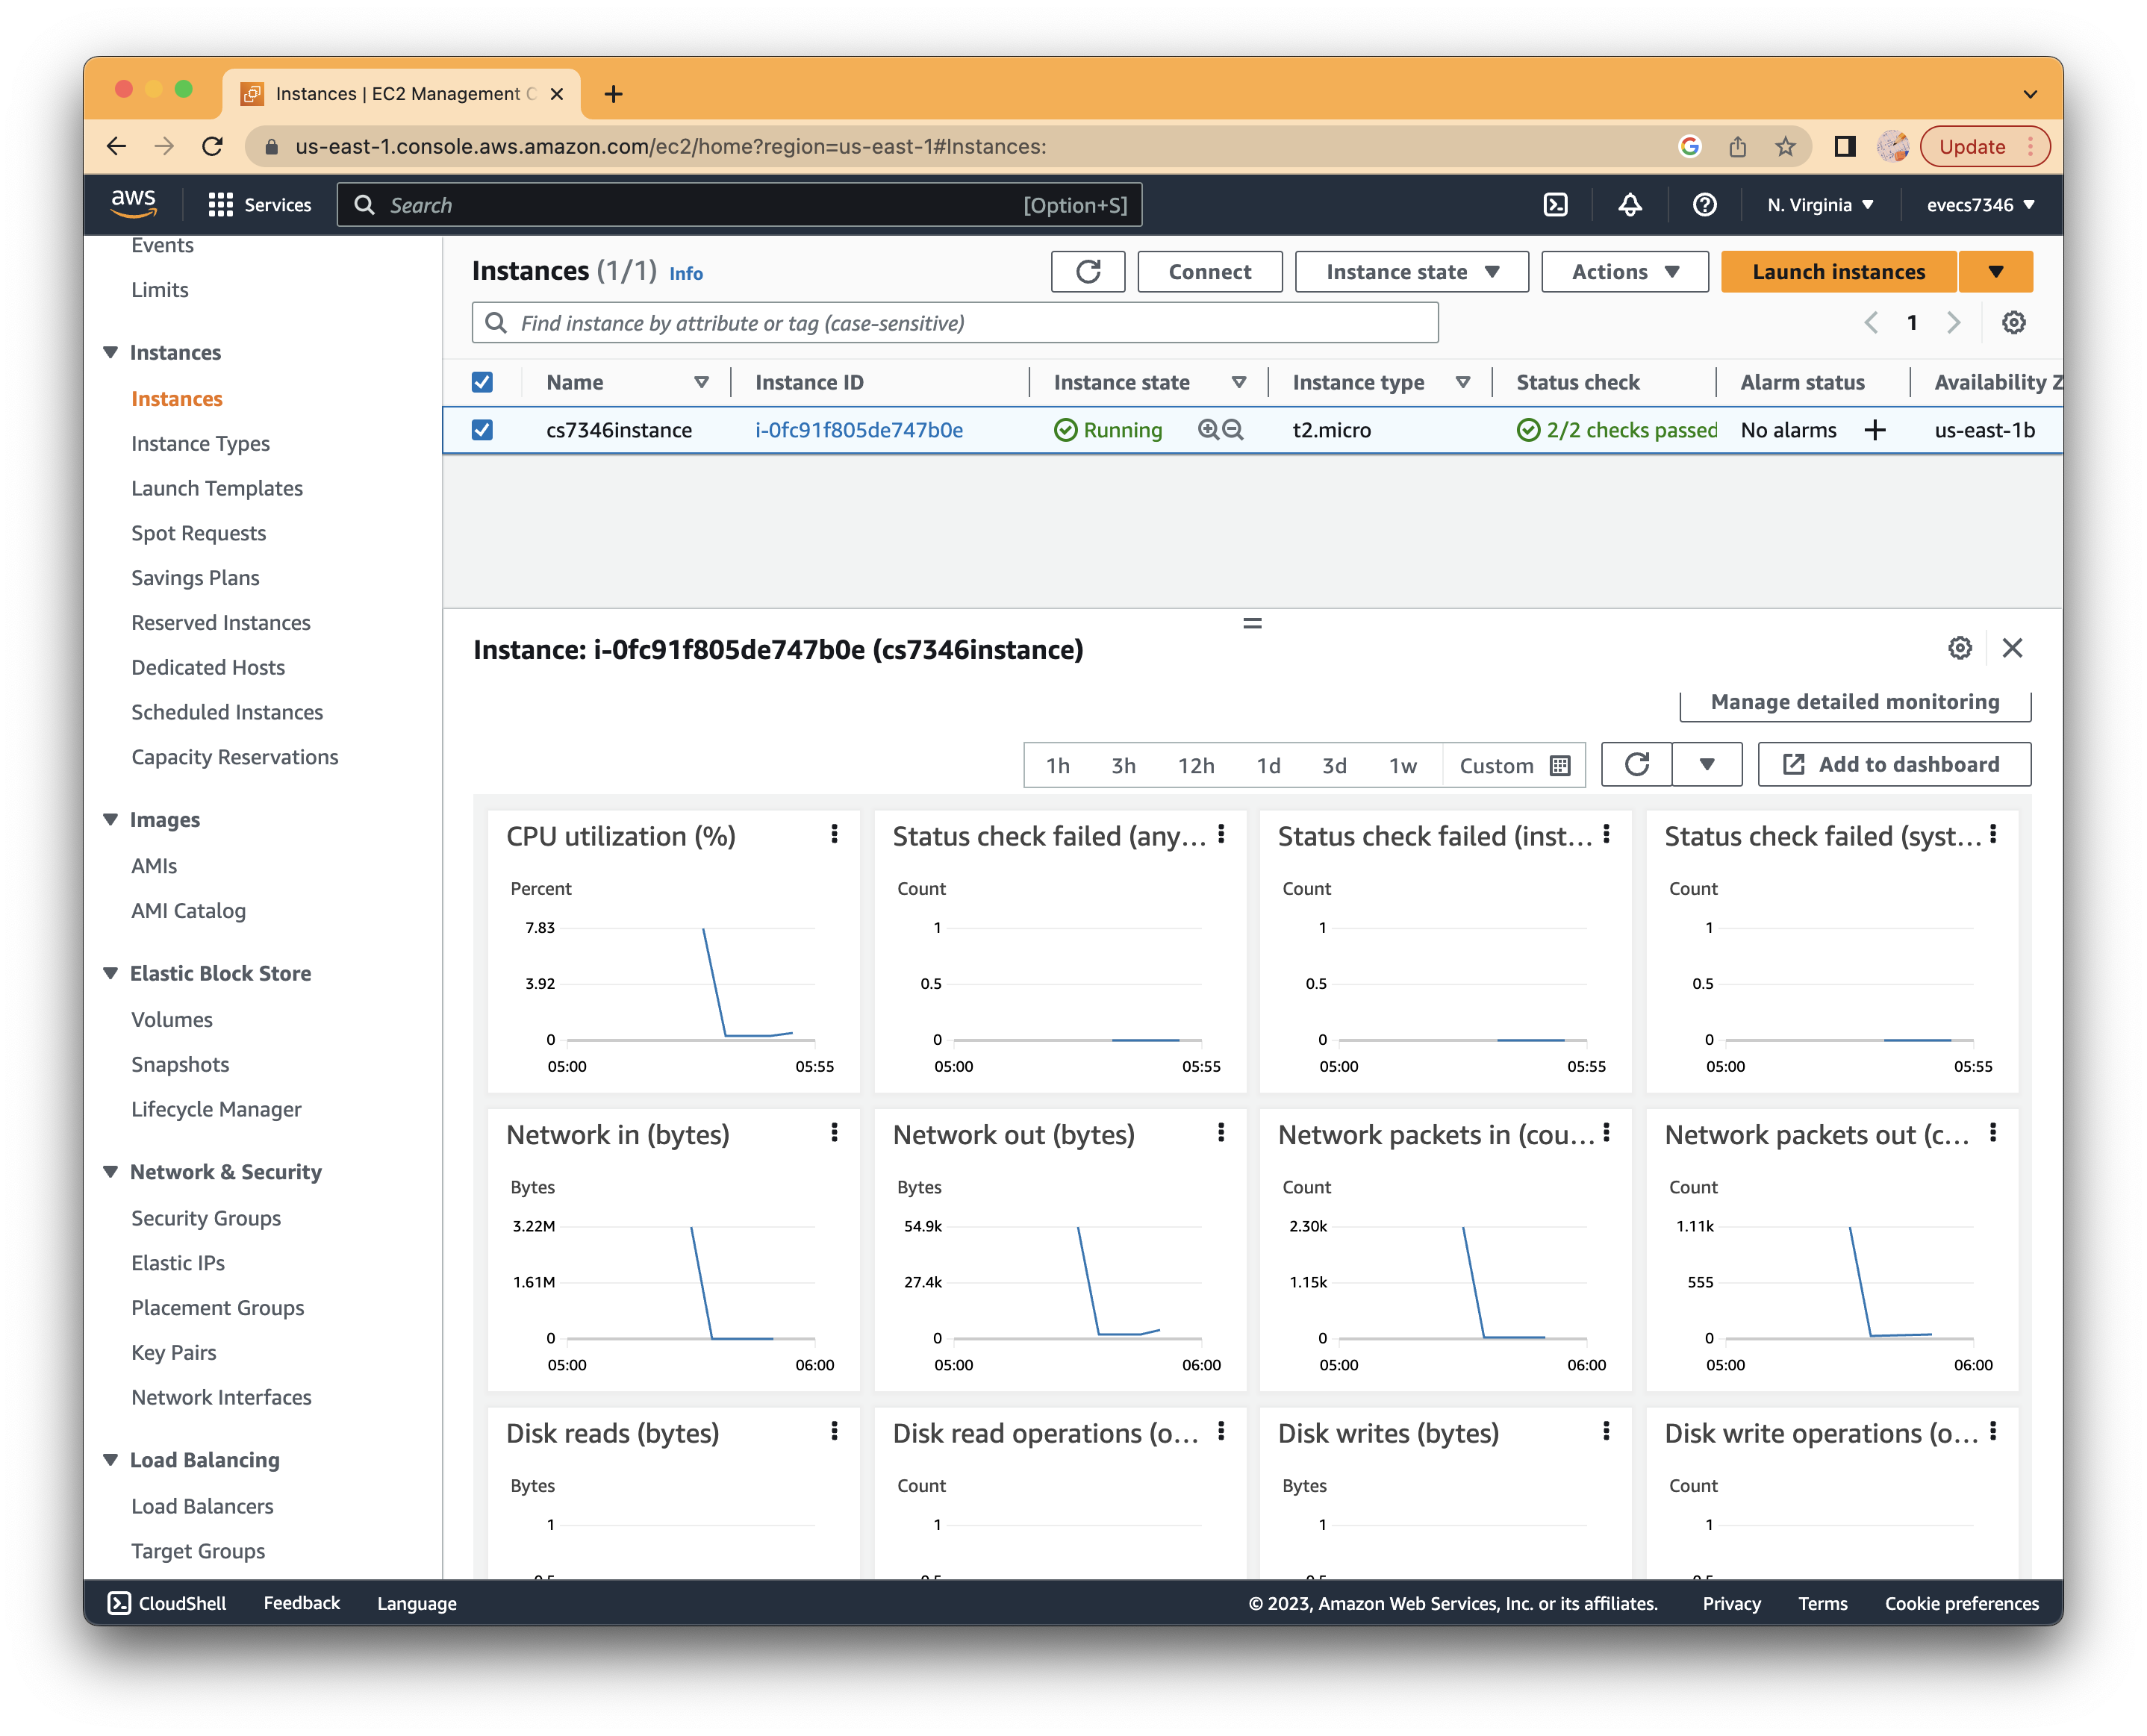 Instances | EC2 Management C
us-east-1.console.aws.amazon.com/ec2/home?region=us-east-1#Instances:
Update
aws
Services
Search
[Option+S]
N. Virginia
evecs7346
Events
Limits
Instances
Instances
Instance Types
Launch Templates
Spot Requests
Savings Plans
Reserved Instances
Dedicated Hosts
Scheduled Instances
Capacity Reservations
Images
AMIs
AMI Catalog
Elastic Block Store
Volumes
Snapshots
Lifecycle Manager
Network & Security
Security Groups
Elastic IPs
Placement Groups
Key Pairs
Network Interfaces
Load Balancing
Load Balancers
Target Groups
Instances (1/1) Info
Connect
Instance state
Actions
Launch instances
Find instance by attribute or tag (case-sensitive)
1
Name Instance ID Instance state Instance type Status check Alarm status Availability Z
cs7346instance i-0fc91f805de747b0e Running t2.micro 2/2 checks passed No alarms + us-east-1b
Instance: i-0fc91f805de747b0e (cs7346instance)
Manage detailed monitoring
1h 3h 12h 1d 3d 1w Custom
Add to dashboard
CPU utilization (%)
Percent
7.83
3.92
0
05:00 05:55
Status check failed (any...
Count
1
0.5
0
05:00 05:55
Status check failed (inst...
Count
1
0.5
0
05:00 05:55
Status check failed (syst...
Count
1
0.5
0
05:00 05:55
Network in (bytes)
Bytes
3.22M
1.61M
0
05:00 06:00
Network out (bytes)
Bytes
54.9k
27.4k
0
05:00 06:00
Network packets in (cou...
Count
2.30k
1.15k
0
05:00 06:00
Network packets out (c...
Count
1.11k
555
0
05:00 06:00
Disk reads (bytes)
Bytes
1
Disk read operations (o...
Count
1
Disk writes (bytes)
Bytes
1
Disk write operations (o...
Count
1
CloudShell
Feedback
Language
© 2023, Amazon Web Services, Inc. or its affiliates.
Privacy
Terms
Cookie preferences